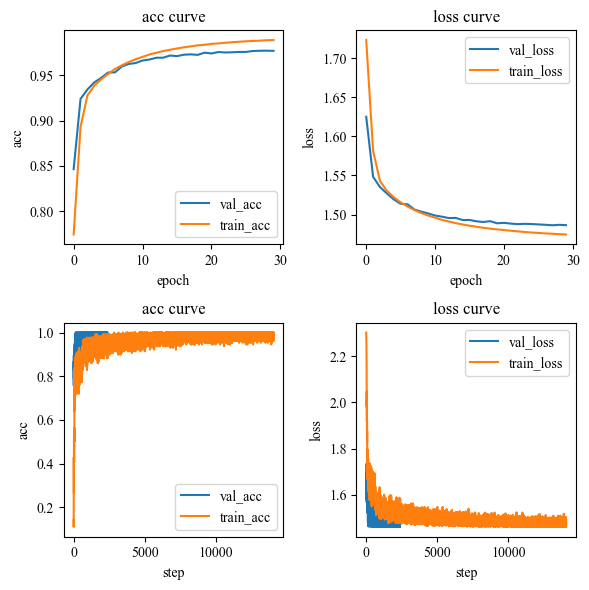 acc curve
acc
0.95
0.90
0.85
0.80
0
10
20
30
epoch
val_acc
train_acc
loss curve
loss
1.70
1.65
1.60
1.55
1.50
0
10
20
30
epoch
val_loss
train_loss
acc curve
acc
1.0
0.8
0.6
0.4
0.2
0
5000
10000
step
val_acc
train_acc
loss curve
loss
2.2
2.0
1.8
1.6
0
5000
10000
step
val_loss
train_loss